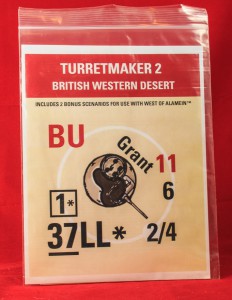 TURRETMAKER 2
BRITISH WESTERN DESERT
INCLUDES 2 BONUS SCENARIOS FOR USE WITH WEST OF ALAMEIN™
BU
Grant
11
6
1*
37LL*
2/4